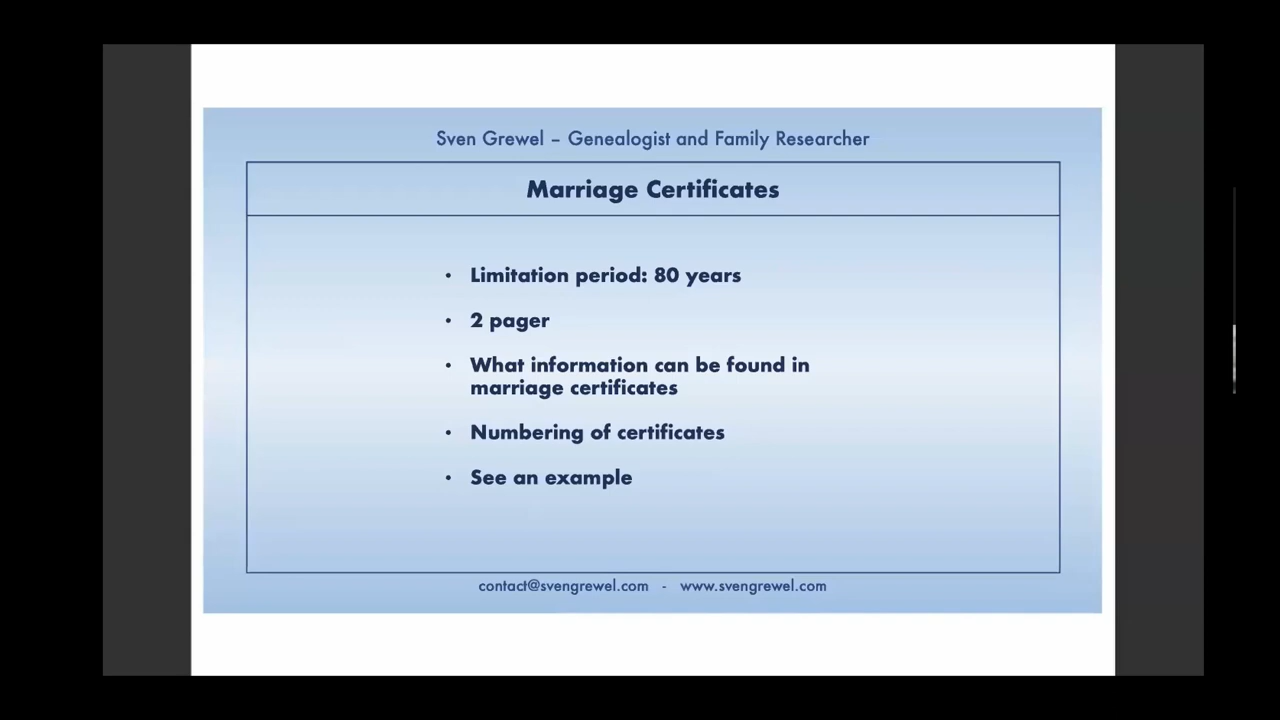 Sven Grewel – Genealogist and Family Researcher
Marriage Certificates
• Limitation period: 80 years
• 2 pager
• What information can be found in
marriage certificates
• Numbering of certificates
• See an example
contact@svengrewel.com - www.svengrewel.com